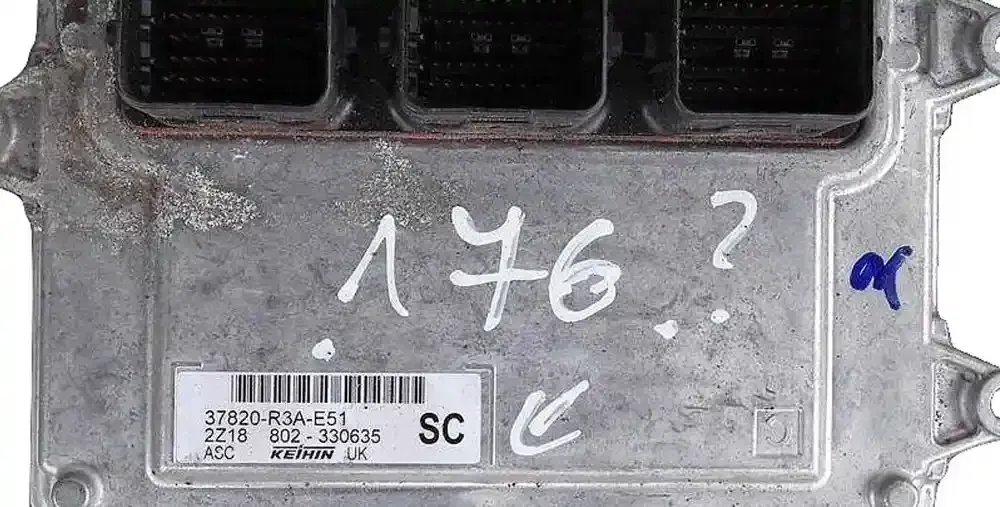 176 ?
37820-R3A-E51
2Z18 802-330635 SC
ASC KEIHIN UK